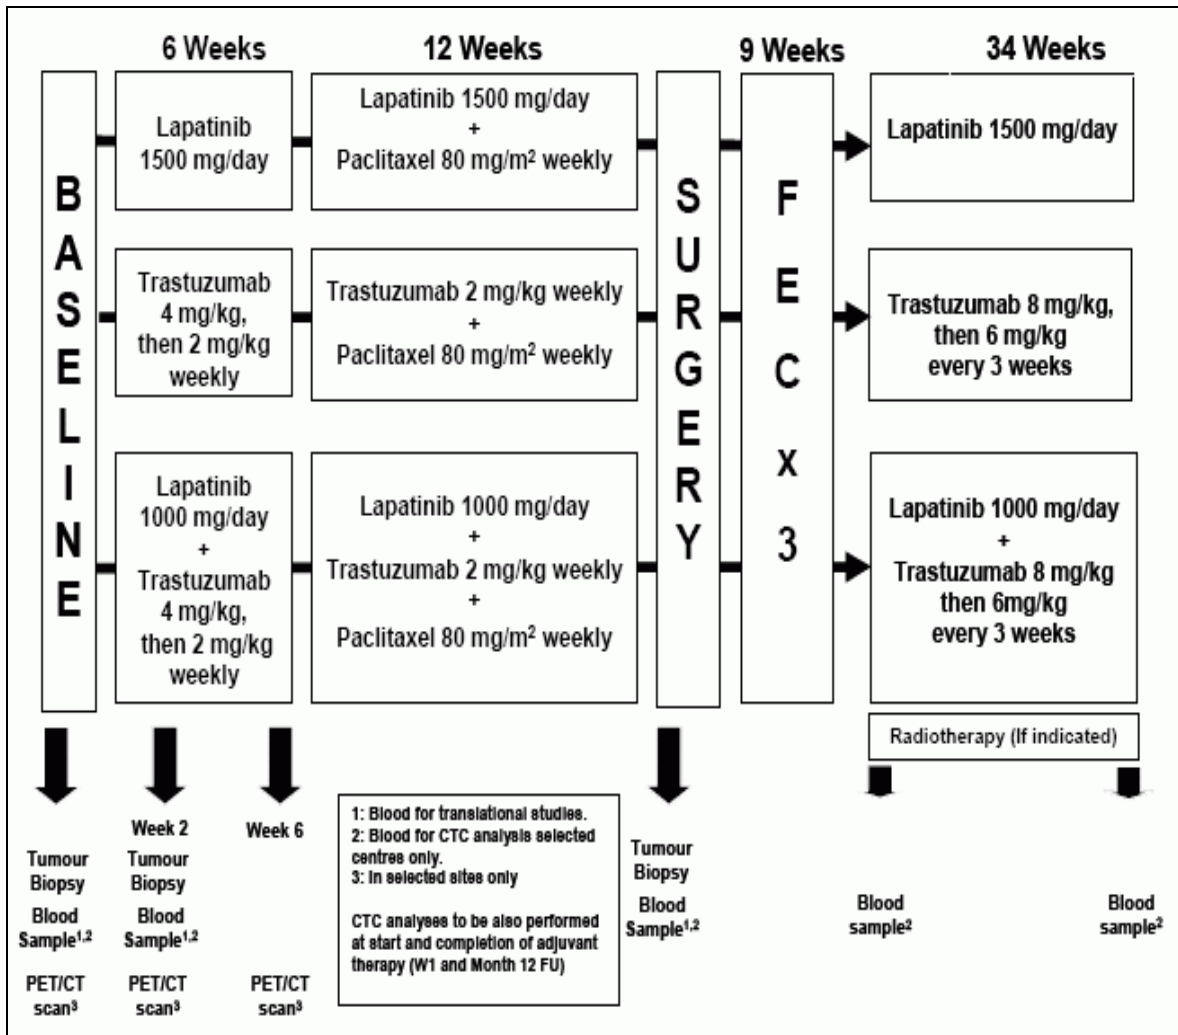 6 Weeks
12 Weeks
9 Weeks
34 Weeks
BASELINE
Lapatinib
1500 mg/day
Lapatinib 1500 mg/day
+
Paclitaxel 80 mg/m² weekly
SURGERY
FEC x 3
Lapatinib 1500 mg/day
Trastuzumab
4 mg/kg,
then 2 mg/kg
weekly
Trastuzumab 2 mg/kg weekly
+
Paclitaxel 80 mg/m² weekly
Trastuzumab 8 mg/kg,
then 6 mg/kg
every 3 weeks
Lapatinib
1000 mg/day
+
Trastuzumab
4 mg/kg,
then 2 mg/kg
weekly
Lapatinib 1000 mg/day
+
Trastuzumab 2 mg/kg weekly
+
Paclitaxel 80 mg/m² weekly
Lapatinib 1000 mg/day
+
Trastuzumab 8 mg/kg
then 6mg/kg
every 3 weeks
Radiotherapy (If indicated)
Tumour
Biopsy
Blood
Sample¹,²
PET/CT
scan³
Week 2
Tumour
Biopsy
Blood
Sample¹,²
PET/CT
scan³
Week 6
PET/CT
scan³
1: Blood for translational studies.
2: Blood for CTC analysis selected
centres only.
3: In selected sites only
CTC analyses to be also performed
at start and completion of adjuvant
therapy (W1 and Month 12 FU)
Tumour
Biopsy
Blood
Sample¹,²
Blood
sample²
Blood
sample²